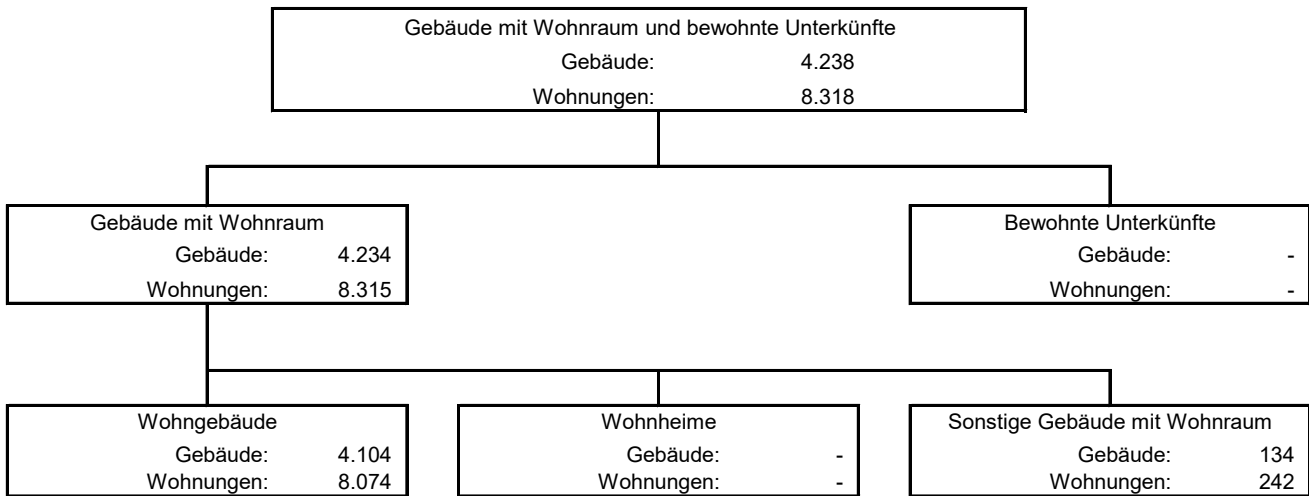 Gebäude mit Wohnraum und bewohnte Unterkünfte
Gebäude: 4.238
Wohnungen: 8.318
Gebäude mit Wohnraum
Gebäude: 4.234
Wohnungen: 8.315
Bewohnte Unterkünfte
Gebäude: -
Wohnungen: -
Wohngebäude
Gebäude: 4.104
Wohnungen: 8.074
Wohnheime
Gebäude: -
Wohnungen: -
Sonstige Gebäude mit Wohnraum
Gebäude: 134
Wohnungen: 242